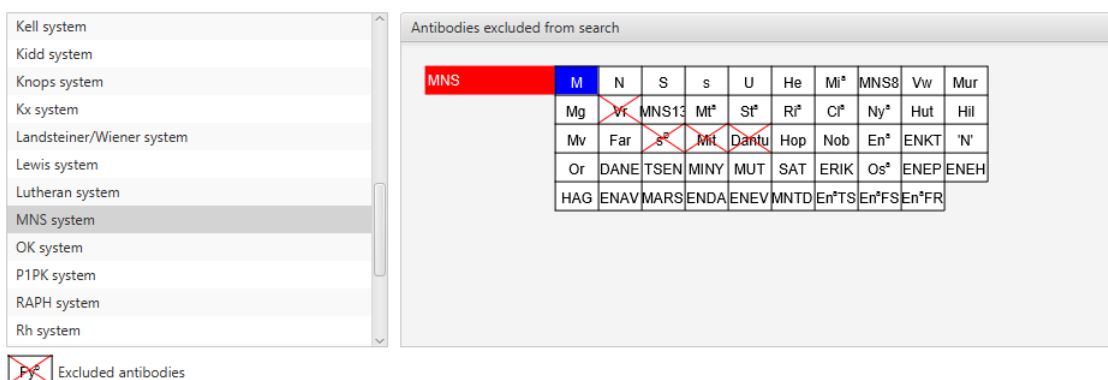 Kell system
Kidd system
Knops system
Kx system
Landsteiner/Wiener system
Lewis system
Lutheran system
MNS system
OK system
P1PK system
RAPH system
Rh system
Antibodies excluded from search
MNS M N S s U He Miᵃ MNS8 Vw Mur
Mg Vr MNS13 Mtᵃ Stᵃ Riᵃ Clᵃ Nyᵃ Hut Hil
Mv Far sᴰ Mit Dantu Hop Nob Enᵃ ENKT 'N'
Or DANE TSEN MINY MUT SAT ERIK Osᵃ ENEP ENEH
HAG ENAV MARS ENDA ENEV MNTD EnᵃTS EnᵃFS EnᵃFR
Excluded antibodies